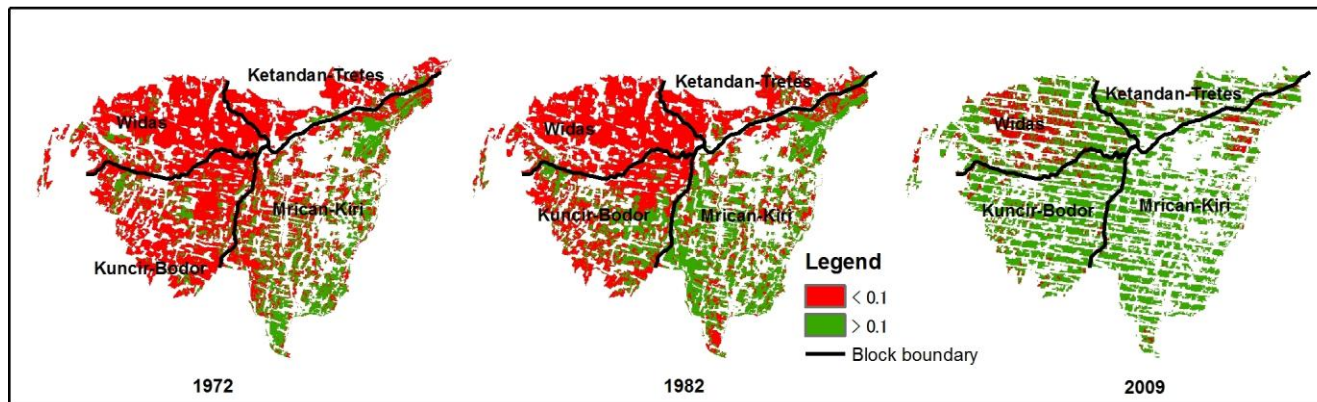 Ketandan-Tretes
Widas
Mrican-Kiri
Kuncir-Bodor
1972
Ketandan-Tretes
Widas
Kuncir-Bodor
Mrican-Kiri
1982
Legend
< 0.1
> 0.1
Block boundary
Ketandan-Tretes
Widas
Kuncir-Bodor
Mrican-Kiri
2009